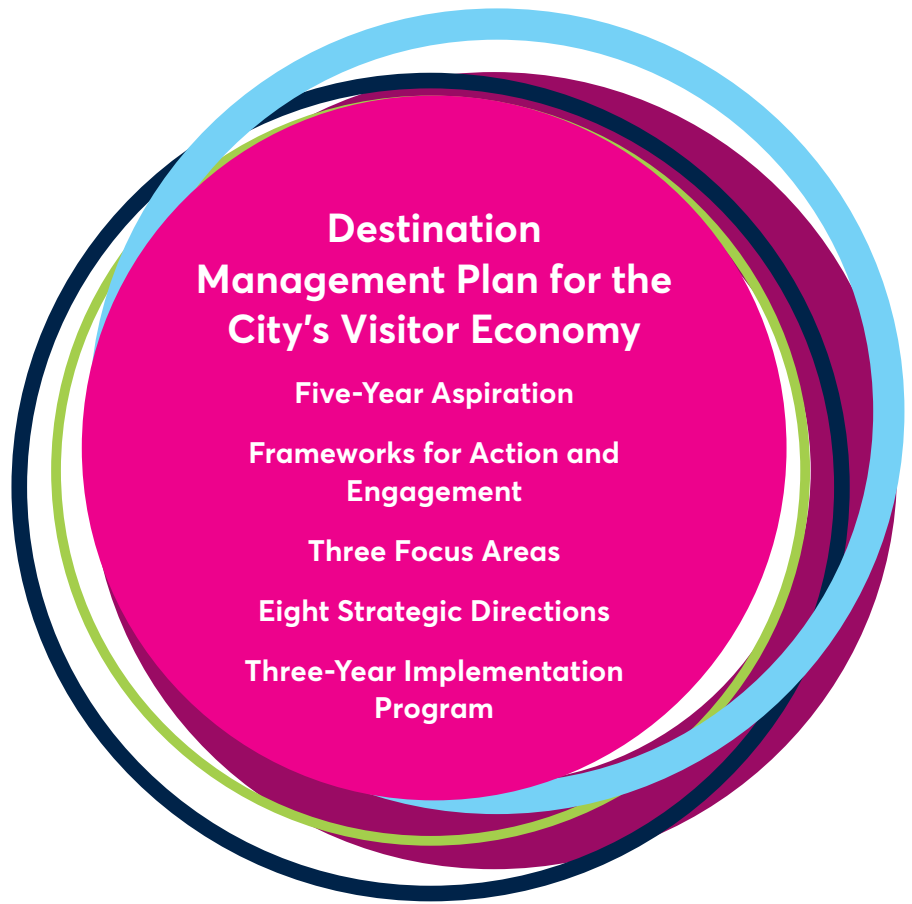 Destination
Management Plan for the
City's Visitor Economy
Five-Year Aspiration
Frameworks for Action and
Engagement
Three Focus Areas
Eight Strategic Directions
Three-Year Implementation
Program